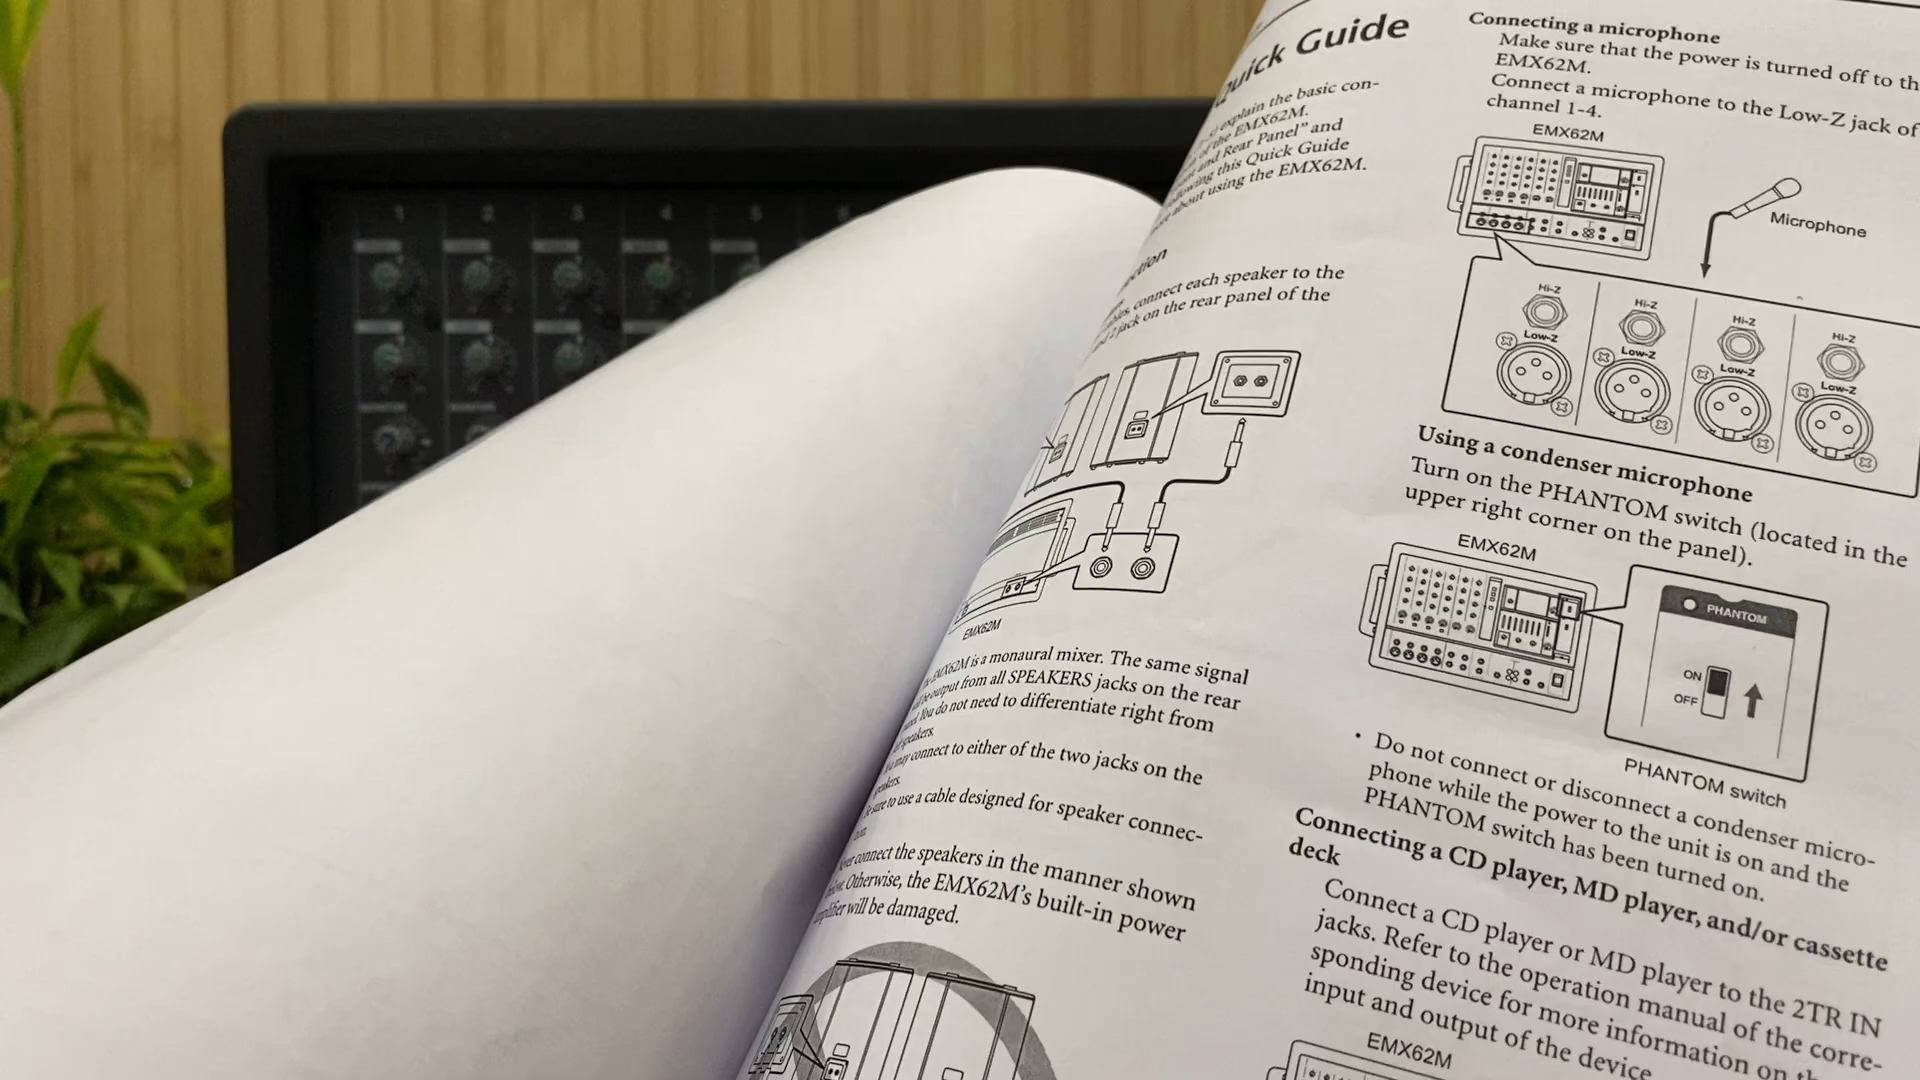 1 2 3 4 5 6
MONITOR
Quick Guide
explain the basic con-
of the EMX62M.
and Rear Panel" and
following this Quick Guide
about using the EMX62M.
connect each speaker to the
jack on the rear panel of the
EMX62M
EMX62M is a monaural mixer. The same signal
be output from all SPEAKERS jacks on the rear
You do not need to differentiate right from
speakers.
may connect to either of the two jacks on the
speakers.
Be sure to use a cable designed for speaker connec-
Never connect the speakers in the manner shown
Otherwise, the EMX62M's built-in power
amplifier will be damaged.
Connecting a microphone
Make sure that the power is turned off to the
EMX62M.
Connect a microphone to the Low-Z jack of
channel 1-4.
EMX62M
Microphone
Hi-Z Hi-Z Hi-Z Hi-Z
Low-Z Low-Z Low-Z Low-Z
Using a condenser microphone
Turn on the PHANTOM switch (located in the
upper right corner on the panel).
EMX62M
PHANTOM
ON
OFF
PHANTOM switch
• Do not connect or disconnect a condenser micro-
phone while the power to the unit is on and the
PHANTOM switch has been turned on.
Connecting a CD player, MD player, and/or cassette
deck
Connect a CD player or MD player to the 2TR IN
jacks. Refer to the operation manual of the corre-
sponding device for more information on the
input and output of the device.
EMX62M